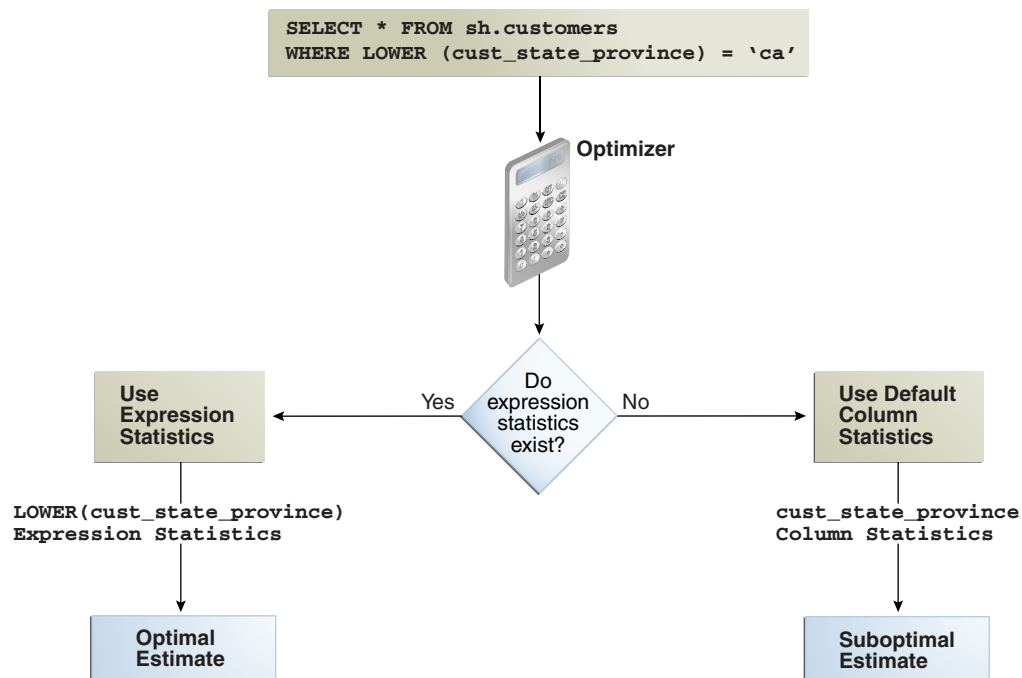 SELECT * FROM sh.customers
WHERE LOWER (cust_state_province) = ‘ca’
Optimizer
Do
expression
statistics
exist?
Yes
No
Use
Expression
Statistics
Use Default
Column
Statistics
LOWER(cust_state_province)
Expression Statistics
cust_state_province
Column Statistics
Optimal
Estimate
Suboptimal
Estimate